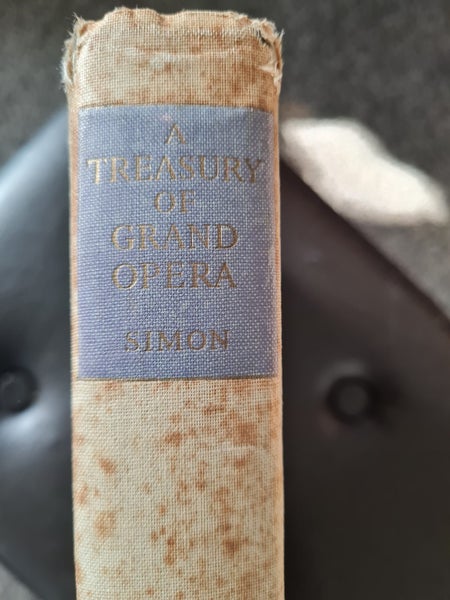 A
TREASURY
OF
GRAND
OPERA
SIMON